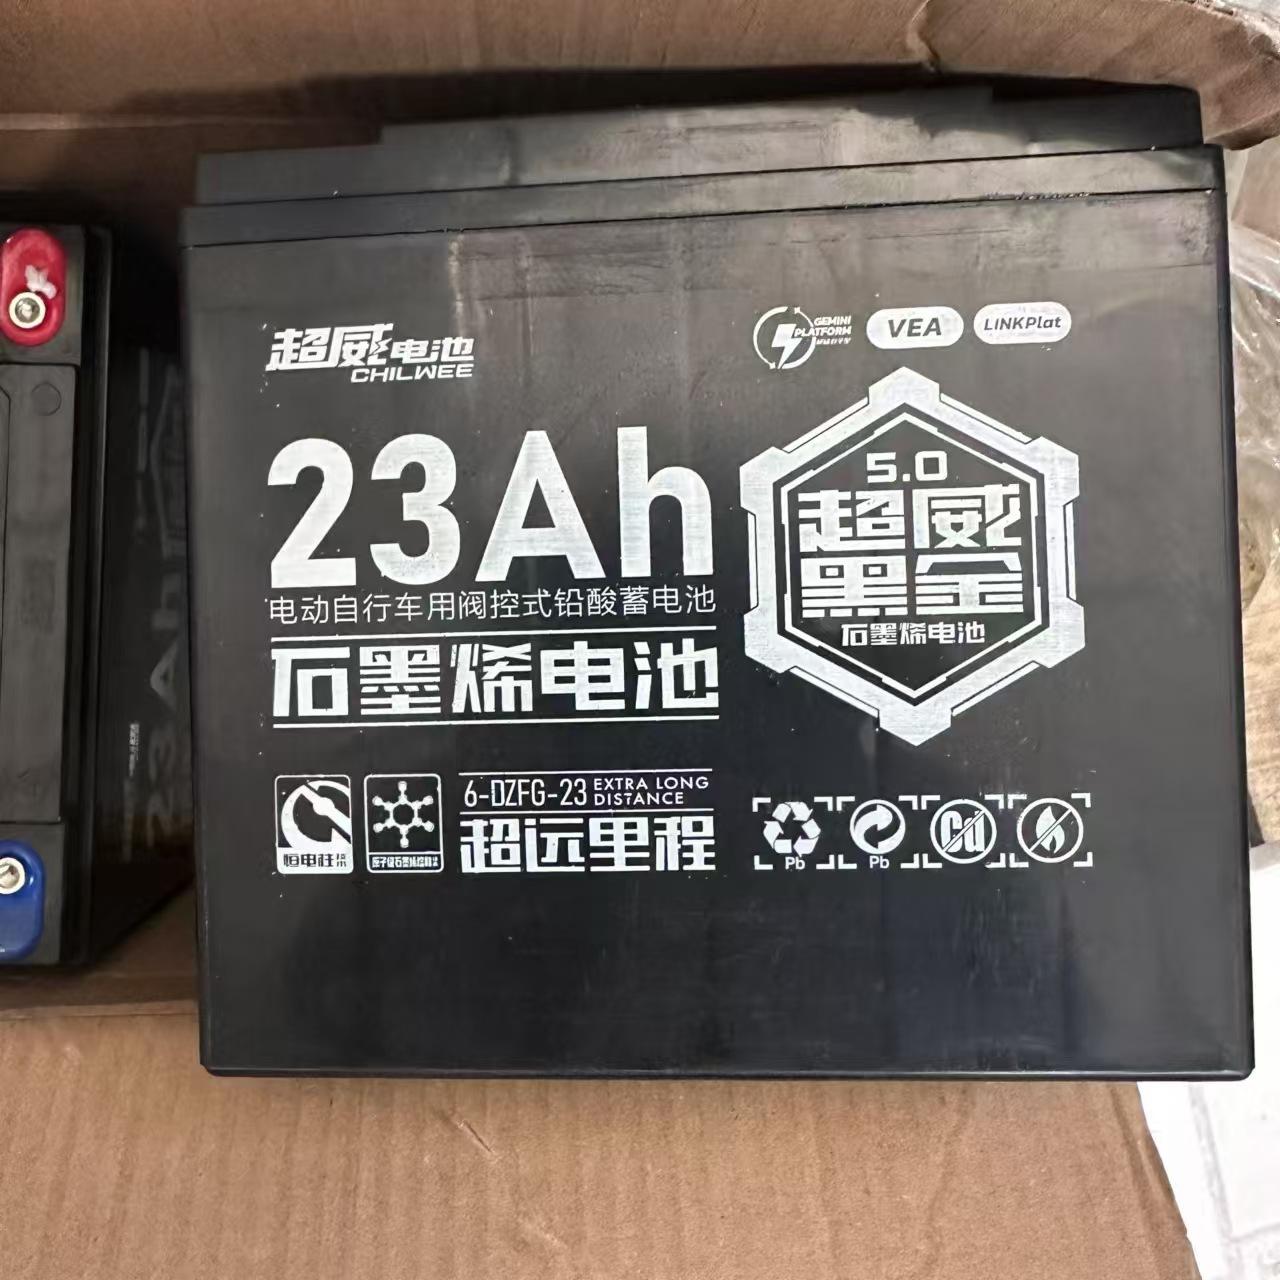 超威电池
CHILWEE
GEMINI
PLATFORM
VEA
LINKPlat
23Ah
电动自行车用阀控式铅酸蓄电池
石墨烯电池
5.0
超威
黑金
石墨烯电池
恒电柱技术
6-DZFG-23 EXTRA LONG
DISTANCE
超远里程
Pb
Pb
Cd